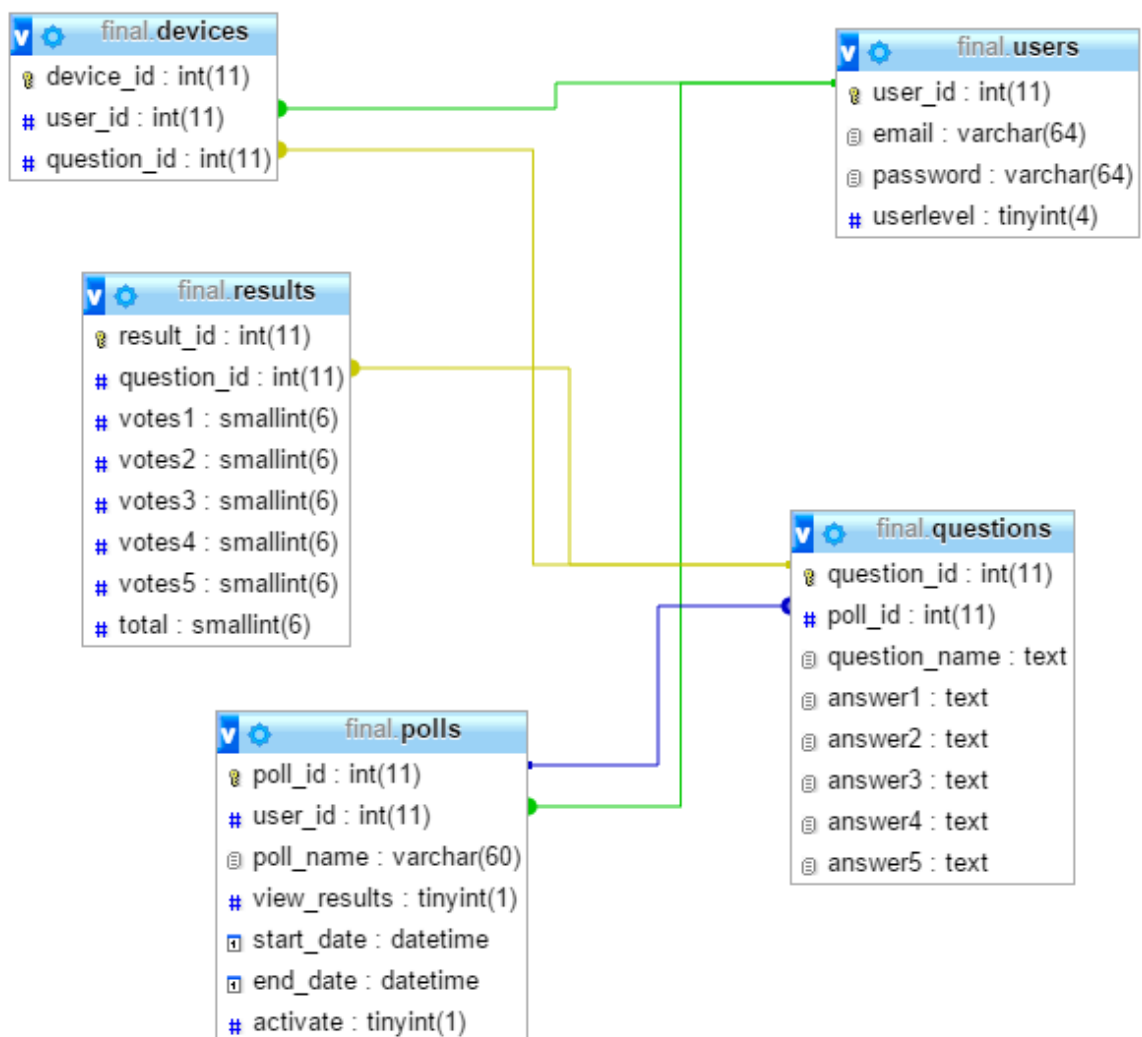 final.devices
device_id : int(11)
user_id : int(11)
question_id : int(11)
final.users
user_id : int(11)
email : varchar(64)
password : varchar(64)
userlevel : tinyint(4)
final.results
result_id : int(11)
question_id : int(11)
votes1 : smallint(6)
votes2 : smallint(6)
votes3 : smallint(6)
votes4 : smallint(6)
votes5 : smallint(6)
total : smallint(6)
final.questions
question_id : int(11)
poll_id : int(11)
question_name : text
answer1 : text
answer2 : text
answer3 : text
answer4 : text
answer5 : text
final.polls
poll_id : int(11)
user_id : int(11)
poll_name : varchar(60)
view_results : tinyint(1)
start_date : datetime
end_date : datetime
activate : tinyint(1)